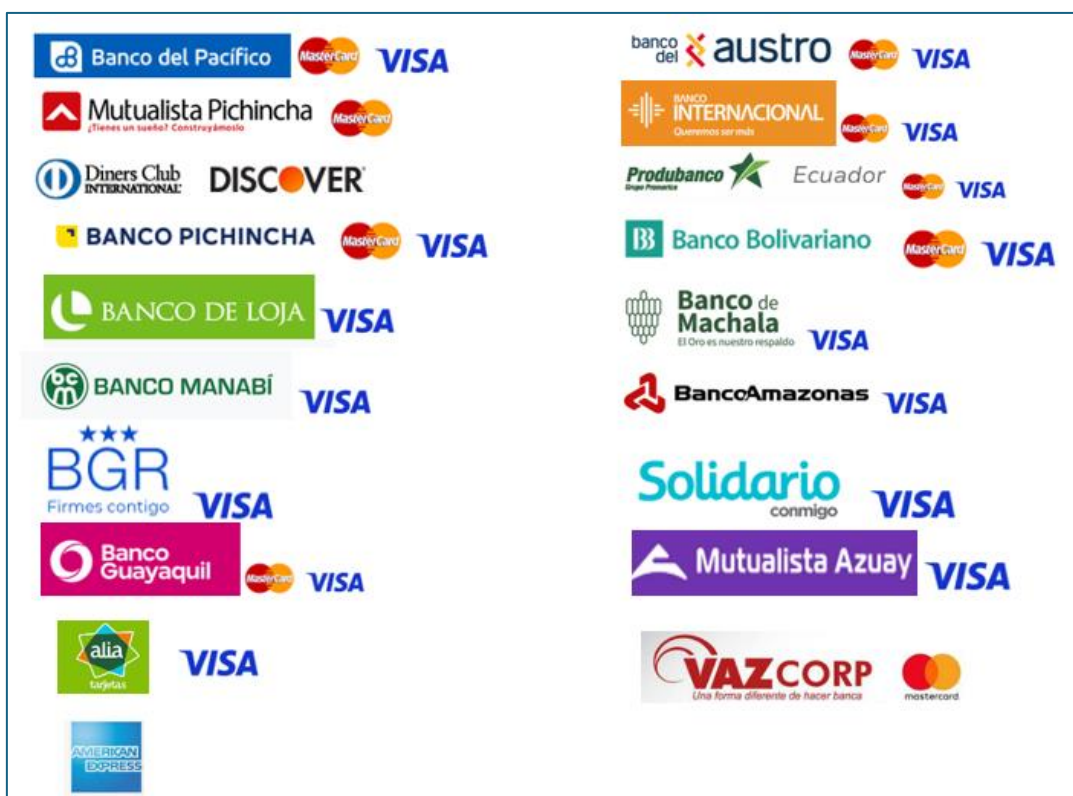 Banco del Pacífico MasterCard VISA
Mutualista Pichincha MasterCard
¿Tienes un sueño? Construyámoslo
Diners Club
INTERNATIONAL
DISCOVER
BANCO PICHINCHA MasterCard VISA
BANCO DE LOJA VISA
bcm BANCO MANABÍ VISA
BGR
Firmes contigo VISA
Banco
Guayaquil MasterCard VISA
alia
tarjetas
VISA
AMERICAN
EXPRESS
banco
del austro MasterCard VISA
BANCO
INTERNACIONAL
Queremos ser más
MasterCard VISA
Produbanco
Grupo Promerica
Ecuador MasterCard VISA
BB Banco Bolivariano MasterCard VISA
Banco de
Machala
El Oro es nuestro respaldo VISA
BancoAmazonas VISA
Solidario
conmigo VISA
Mutualista Azuay VISA
VAZCORP
Una forma diferente de hacer banca
mastercard